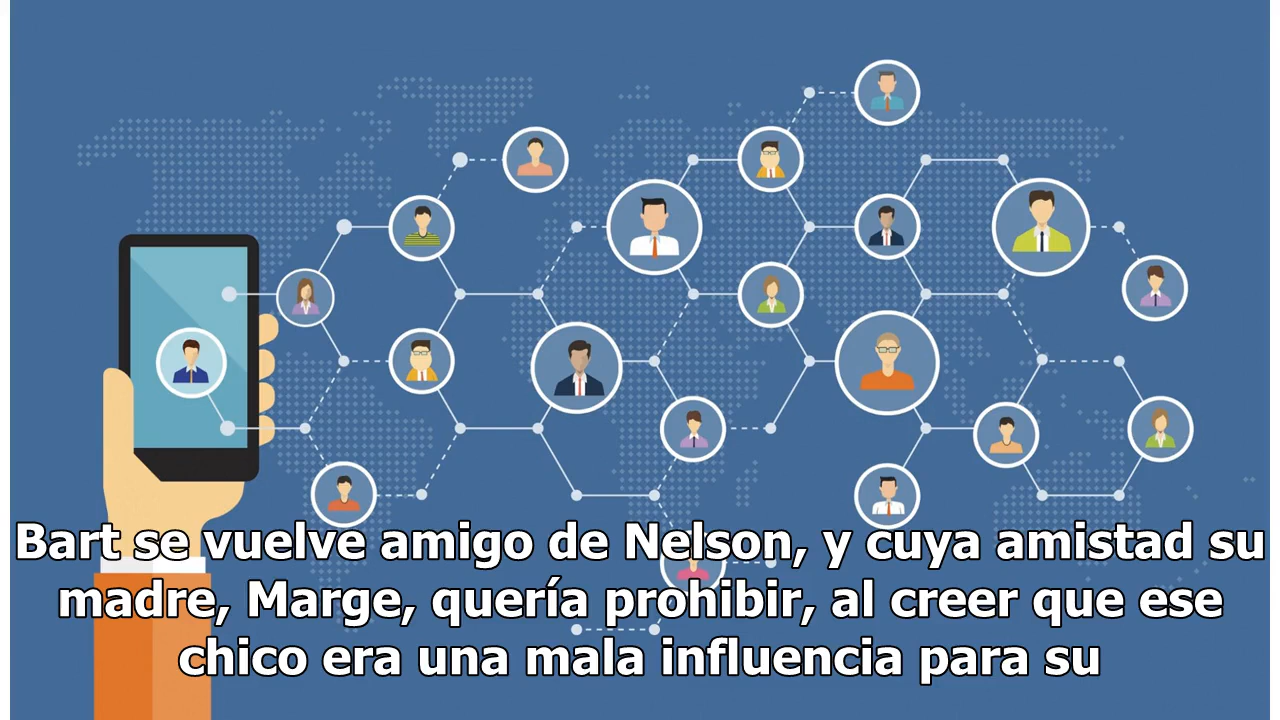 Bart se vuelve amigo de Nelson, y cuya amistad su
madre, Marge, quería prohibir, al creer que ese
chico era una mala influencia para su